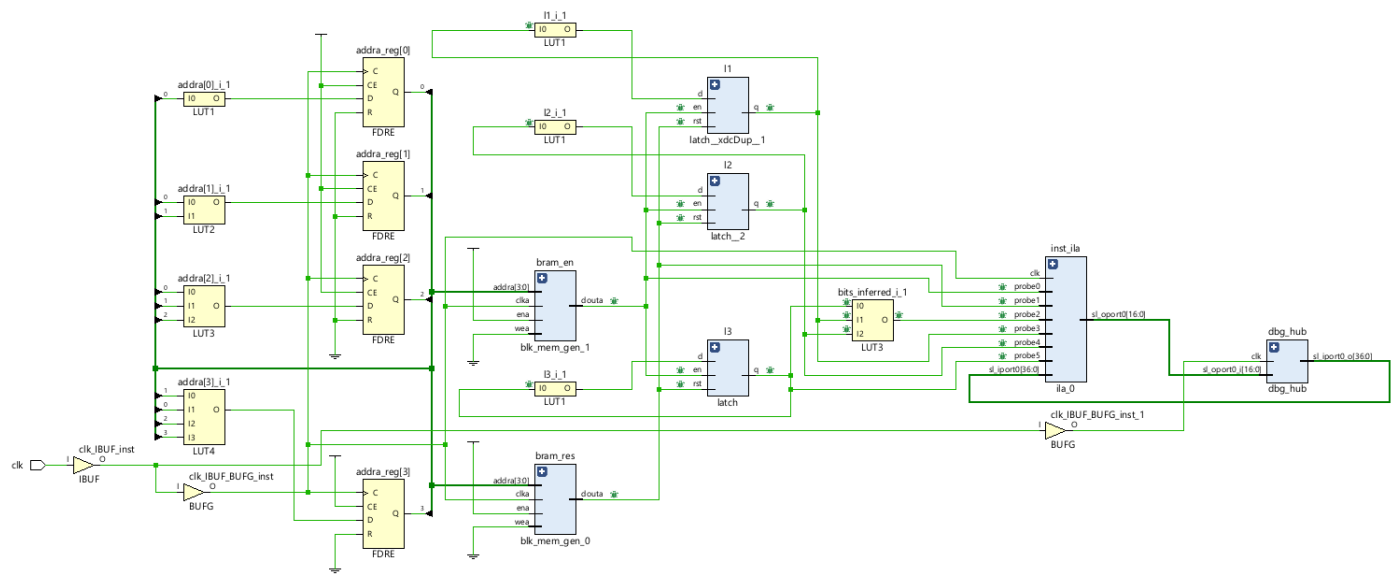 l1_i_1
I0 O
LUT1
addra_reg[0]
C
CE
D
R
Q
0
FDRE
addra[0]_i_1
0 I0 O
LUT1
l1
d
en
rst
q
latch__xdcDup__1
l2_i_1
I0 O
LUT1
addra_reg[1]
C
CE
D
R
Q
1
FDRE
addra[1]_i_1
0 I0 O
1 I1
LUT2
l2
d
en
rst
q
latch__2
addra_reg[2]
C
CE
D
R
Q
2
FDRE
addra[2]_i_1
0 I0
1 I1 O
2 I2
LUT3
bram_en
addra[3:0]
clka
ena
wea
douta
blk_mem_gen_1
bits_inferred_i_1
I0
I1 O
I2
LUT3
inst_ila
clk
probe0
probe1
probe2
probe3
probe4
probe5
sl_iport0[36:0]
sl_oport0[16:0]
ila_0
dbg_hub
clk
sl_oport0_i[16:0]
sl_iport0_o[36:0]
dbg_hub
l3
d
en
rst
q
latch
l3_i_1
I0 O
LUT1
addra[3]_i_1
1 I0
0 I1 O
2 I2
3 I3
LUT4
clk_IBUF_BUFG_inst_1
I O
BUFG
clk
clk_IBUF_inst
I O
IBUF
clk_IBUF_BUFG_inst
I O
BUFG
addra_reg[3]
C
CE
D
R
Q
3
FDRE
bram_res
addra[3:0]
clka
ena
wea
douta
blk_mem_gen_0